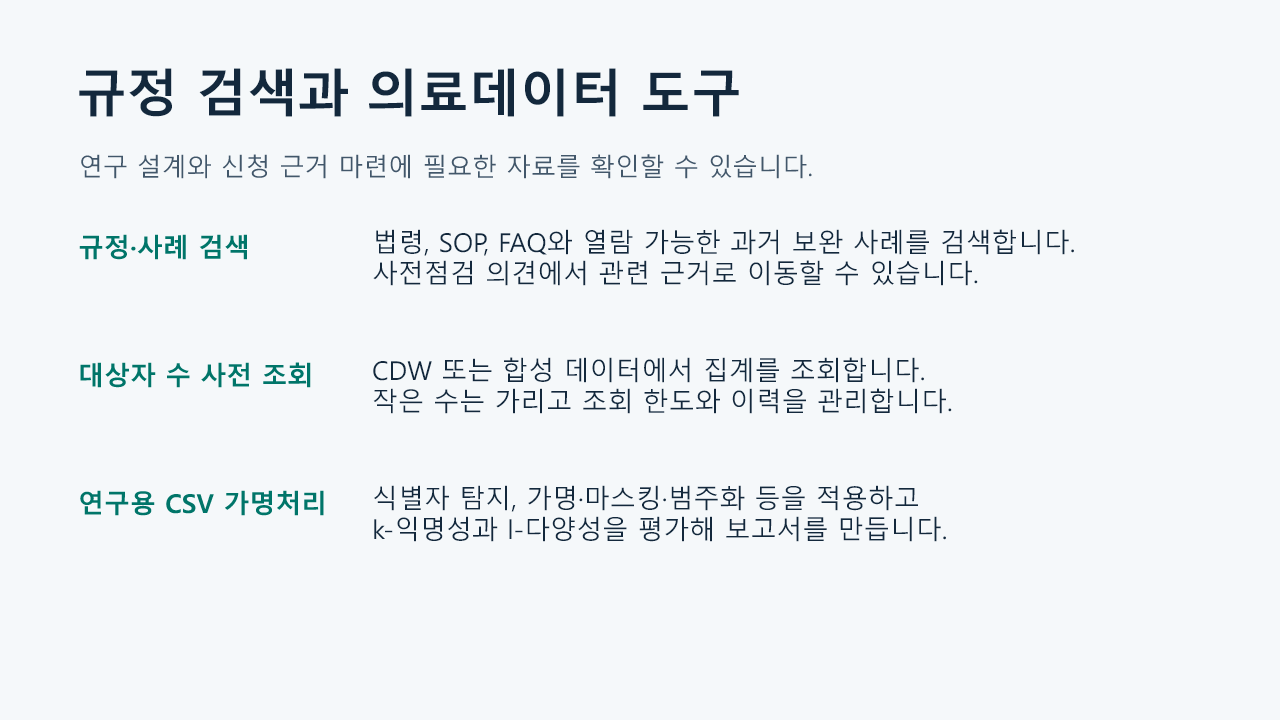 규정 검색과 의료데이터 도구
연구 설계와 신청 근거 마련에 필요한 자료를 확인할 수 있습니다.
규정·사례 검색
법령, SOP, FAQ와 열람 가능한 과거 보완 사례를 검색합니다.
사전점검 의견에서 관련 근거로 이동할 수 있습니다.
대상자 수 사전 조회
CDW 또는 합성 데이터에서 집계를 조회합니다.
작은 수는 가리고 조회 한도와 이력을 관리합니다.
연구용 CSV 가명처리
식별자 탐지, 가명·마스킹·범주화 등을 적용하고
k-익명성과 l-다양성을 평가해 보고서를 만듭니다.